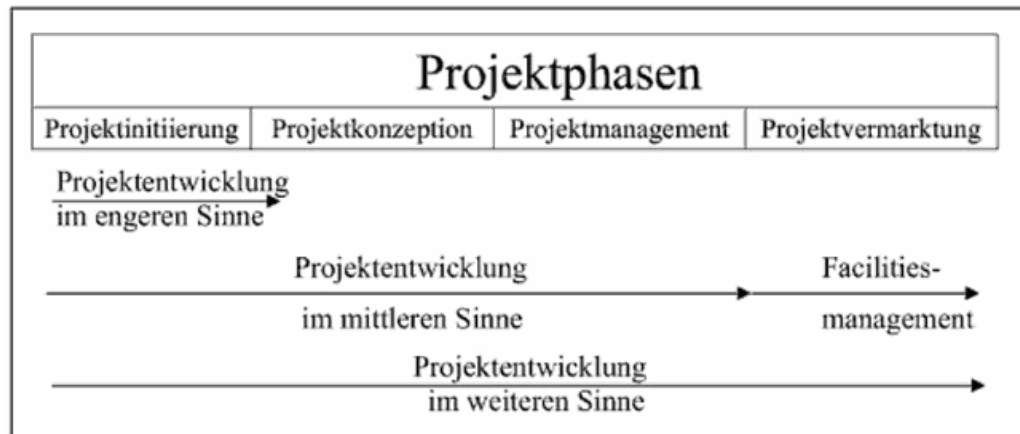 Projektphasen
Projektinitiierung Projektkonzeption Projektmanagement Projektvermarktung
Projektentwicklung
im engeren Sinne
Projektentwicklung Facilities-
im mittleren Sinne management
Projektentwicklung
im weiteren Sinne